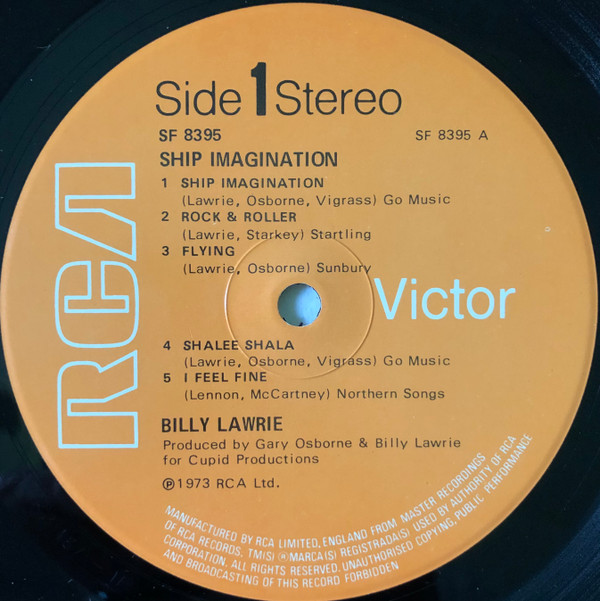 Side 1 Stereo
SF 8395
SF 8395 A
SHIP IMAGINATION
1 SHIP IMAGINATION
(Lawrie, Osborne, Vigrass) Go Music
2 ROCK & ROLLER
(Lawrie, Starkey) Startling
3 FLYING
(Lawrie, Osborne) Sunbury
RCA
Victor
4 SHALEE SHALA
(Lawrie, Osborne, Vigrass) Go Music
5 I FEEL FINE
(Lennon, McCartney) Northern Songs
BILLY LAWRIE
Produced by Gary Osborne & Billy Lawrie
for Cupid Productions
℗1973 RCA Ltd.
MANUFACTURED BY RCA LIMITED, ENGLAND FROM MASTER RECORDINGS
OF RCA RECORDS, TM(S) ® MARCA(S) REGISTRADA(S) USED BY AUTHORITY OF RCA
CORPORATION. ALL RIGHTS RESERVED. UNAUTHORISED COPYING, PUBLIC PERFORMANCE
AND BROADCASTING OF THIS RECORD FORBIDDEN